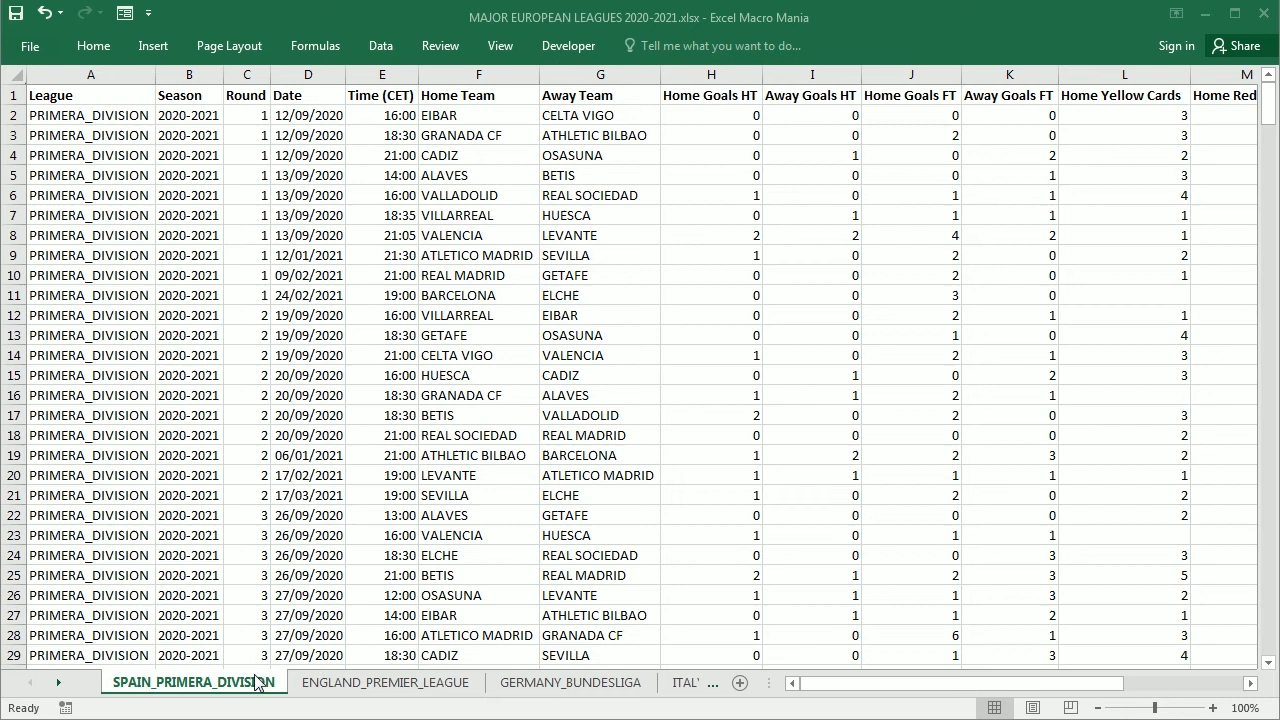 MAJOR EUROPEAN LEAGUES 2020-2021.xlsx - Excel Macro Mania
File Home Insert Page Layout Formulas Data Review View Developer Tell me what you want to do... Sign in Share
A B C D E F G H I J K L M
1 League Season Round Date Time (CET) Home Team Away Team Home Goals HT Away Goals HT Home Goals FT Away Goals FT Home Yellow Cards Home Red
2 PRIMERA_DIVISION 2020-2021 1 12/09/2020 16:00 EIBAR CELTA VIGO 0 0 0 0 3
3 PRIMERA_DIVISION 2020-2021 1 12/09/2020 18:30 GRANADA CF ATHLETIC BILBAO 0 0 2 0 3
4 PRIMERA_DIVISION 2020-2021 1 12/09/2020 21:00 CADIZ OSASUNA 0 1 0 2 2
5 PRIMERA_DIVISION 2020-2021 1 13/09/2020 14:00 ALAVES BETIS 0 0 0 1 3
6 PRIMERA_DIVISION 2020-2021 1 13/09/2020 16:00 VALLADOLID REAL SOCIEDAD 1 0 1 1 4
7 PRIMERA_DIVISION 2020-2021 1 13/09/2020 18:35 VILLARREAL HUESCA 0 1 1 1 1
8 PRIMERA_DIVISION 2020-2021 1 13/09/2020 21:05 VALENCIA LEVANTE 2 2 4 2 1
9 PRIMERA_DIVISION 2020-2021 1 12/01/2021 21:30 ATLETICO MADRID SEVILLA 1 0 2 0 2
10 PRIMERA_DIVISION 2020-2021 1 09/02/2021 21:00 REAL MADRID GETAFE 0 0 2 0 1
11 PRIMERA_DIVISION 2020-2021 1 24/02/2021 19:00 BARCELONA ELCHE 0 0 3 0
12 PRIMERA_DIVISION 2020-2021 2 19/09/2020 16:00 VILLARREAL EIBAR 0 0 2 1 1
13 PRIMERA_DIVISION 2020-2021 2 19/09/2020 18:30 GETAFE OSASUNA 0 0 1 0 4
14 PRIMERA_DIVISION 2020-2021 2 19/09/2020 21:00 CELTA VIGO VALENCIA 1 0 2 1 3
15 PRIMERA_DIVISION 2020-2021 2 20/09/2020 16:00 HUESCA CADIZ 0 1 0 2 3
16 PRIMERA_DIVISION 2020-2021 2 20/09/2020 18:30 GRANADA CF ALAVES 1 1 2 1
17 PRIMERA_DIVISION 2020-2021 2 20/09/2020 18:30 BETIS VALLADOLID 2 0 2 0 3
18 PRIMERA_DIVISION 2020-2021 2 20/09/2020 21:00 REAL SOCIEDAD REAL MADRID 0 0 0 0 2
19 PRIMERA_DIVISION 2020-2021 2 06/01/2021 21:00 ATHLETIC BILBAO BARCELONA 1 2 2 3 2
20 PRIMERA_DIVISION 2020-2021 2 17/02/2021 19:00 LEVANTE ATLETICO MADRID 1 1 1 1 1
21 PRIMERA_DIVISION 2020-2021 2 17/03/2021 19:00 SEVILLA ELCHE 1 0 2 0 2
22 PRIMERA_DIVISION 2020-2021 3 26/09/2020 13:00 ALAVES GETAFE 0 0 0 0 2
23 PRIMERA_DIVISION 2020-2021 3 26/09/2020 16:00 VALENCIA HUESCA 1 0 1 1
24 PRIMERA_DIVISION 2020-2021 3 26/09/2020 18:30 ELCHE REAL SOCIEDAD 0 0 0 3 3
25 PRIMERA_DIVISION 2020-2021 3 26/09/2020 21:00 BETIS REAL MADRID 2 1 2 3 5
26 PRIMERA_DIVISION 2020-2021 3 27/09/2020 12:00 OSASUNA LEVANTE 1 1 1 3 2
27 PRIMERA_DIVISION 2020-2021 3 27/09/2020 14:00 EIBAR ATHLETIC BILBAO 0 1 1 2 1
28 PRIMERA_DIVISION 2020-2021 3 27/09/2020 16:00 ATLETICO MADRID GRANADA CF 1 0 6 1 3
29 PRIMERA_DIVISION 2020-2021 3 27/09/2020 18:30 CADIZ SEVILLA 0 0 1 3 4
SPAIN_PRIMERA_DIVISION ENGLAND_PREMIER_LEAGUE GERMANY_BUNDESLIGA ITALY ...
Ready 100%